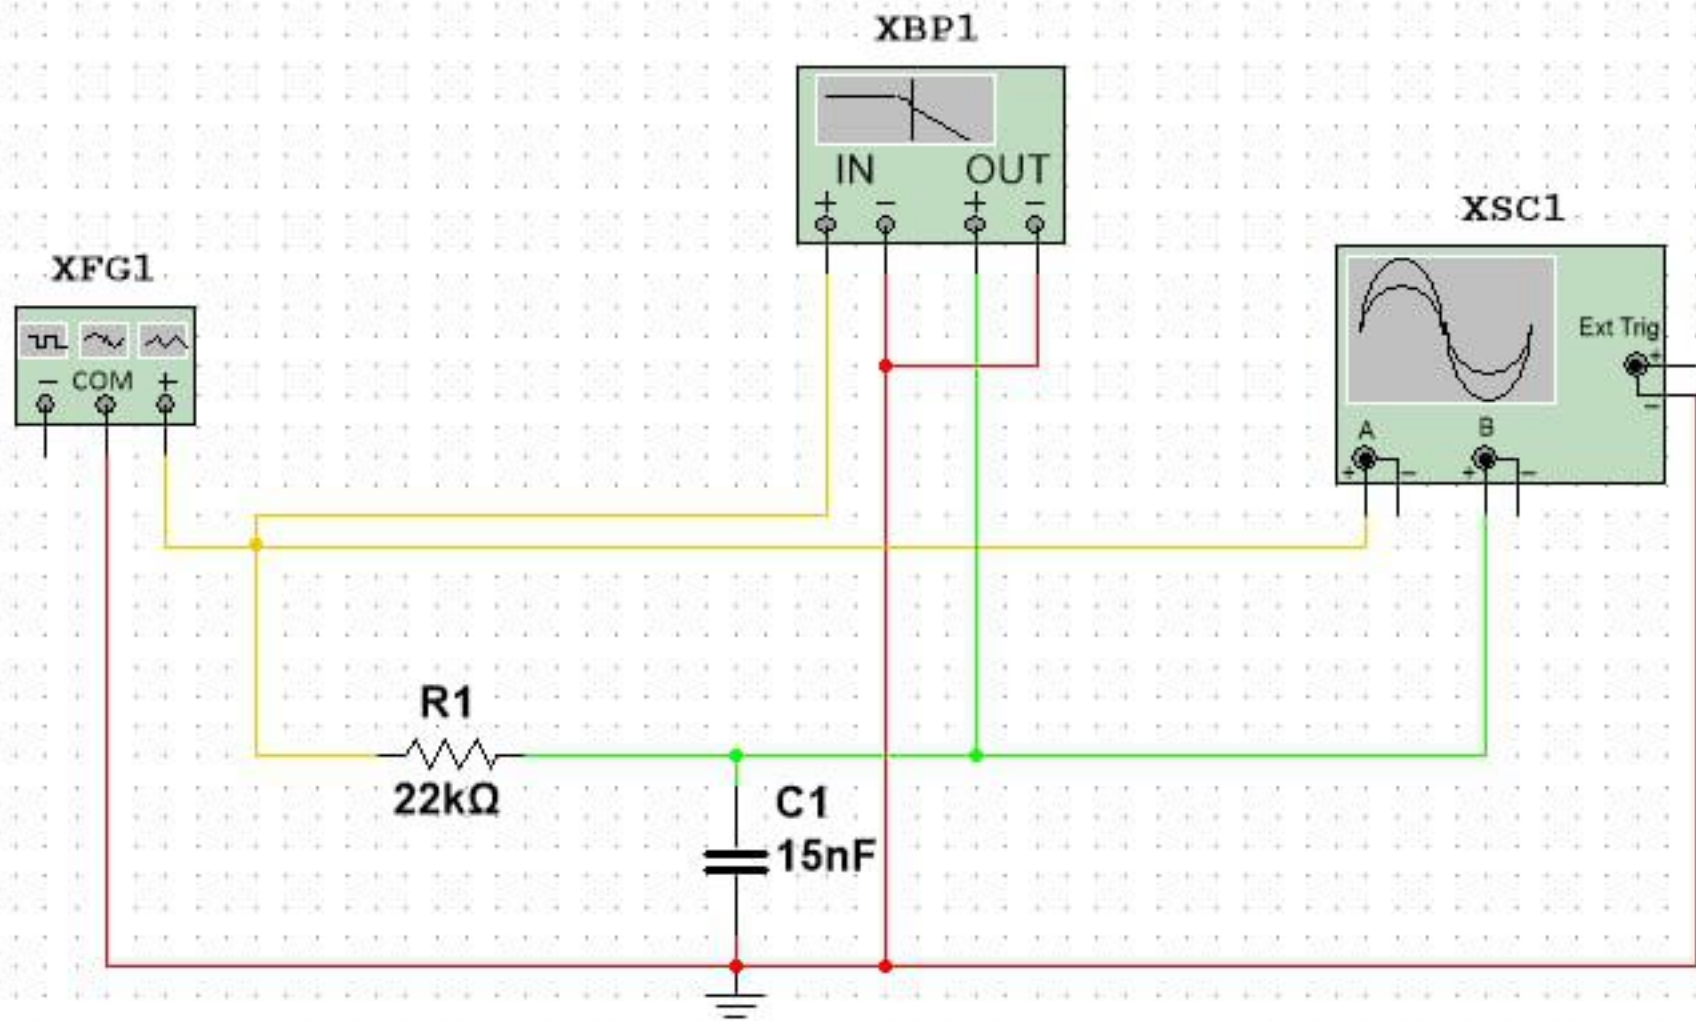 XBP1
IN OUT
+ − + −
XSC1
XFG1
Ext Trig
+
− COM +
−
A B
+ − + −
R1
22kΩ
C1
15nF